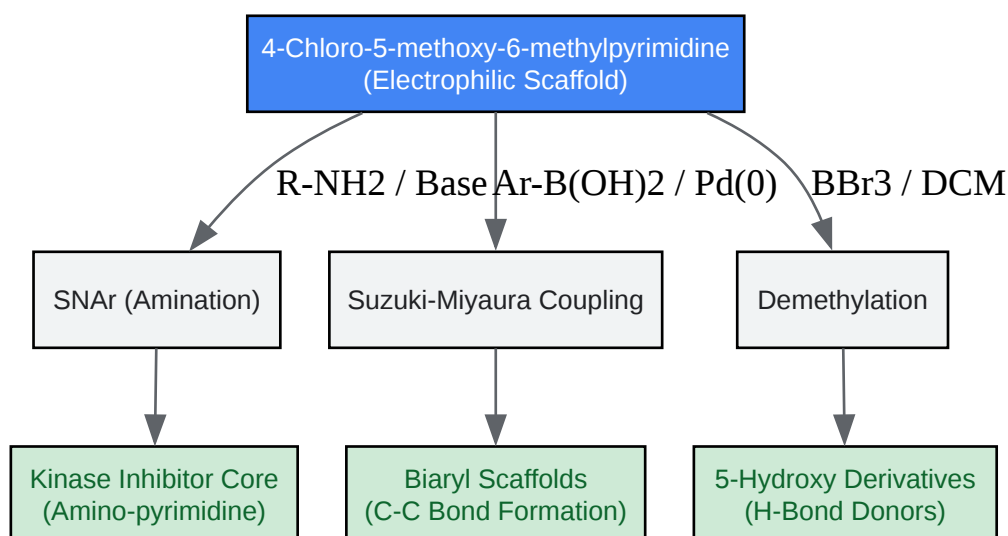 4-Chloro-5-methoxy-6-methylpyrimidine
(Electrophilic Scaffold)
R-NH2 / Base
Ar-B(OH)2 / Pd(0)
BBr3 / DCM
SNAr (Amination)
Suzuki-Miyaura Coupling
Demethylation
Kinase Inhibitor Core
(Amino-pyrimidine)
Biaryl Scaffolds
(C-C Bond Formation)
5-Hydroxy Derivatives
(H-Bond Donors)